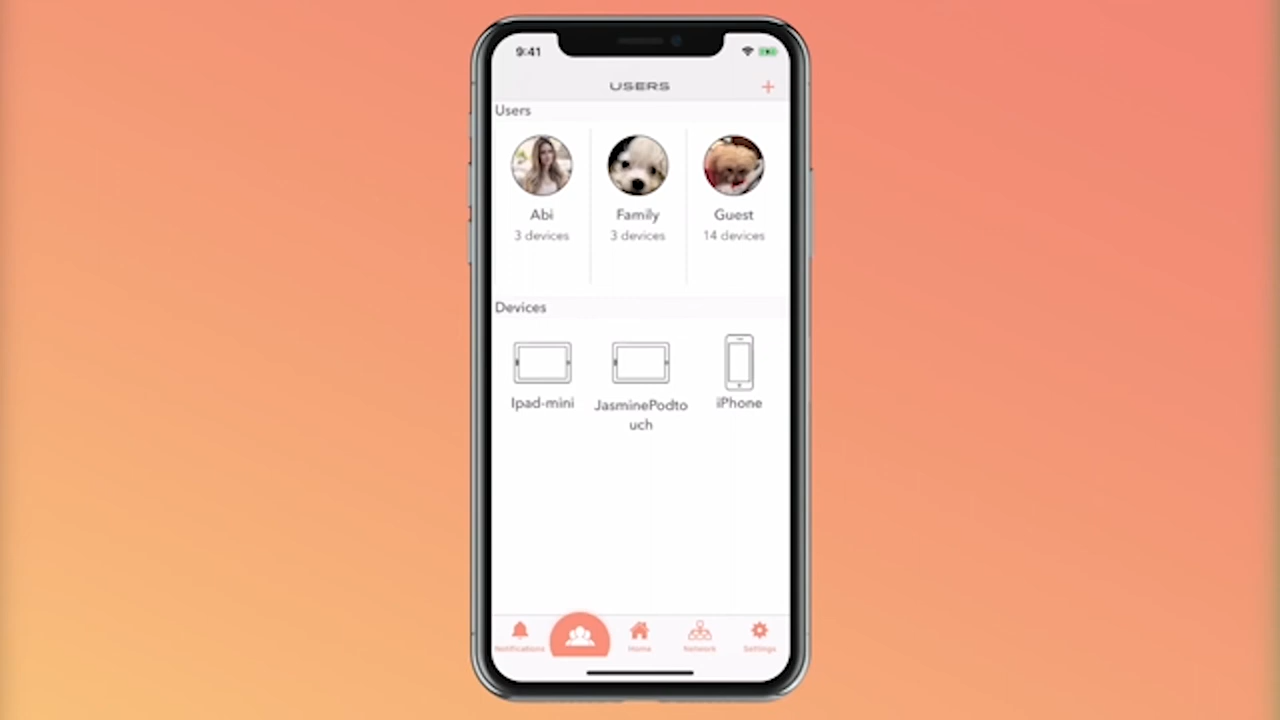 9:41
USERS
+
Users
Abi
Family
Guest
3 devices
3 devices
14 devices
Devices
Ipad-mini
JasminePodto
uch
iPhone
Notifications
Home
Network
Settings